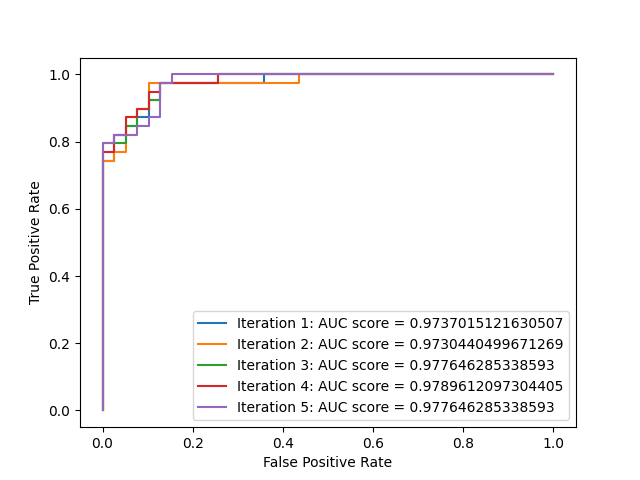 1.0
0.8
0.6
0.4
0.2
0.0
True Positive Rate
Iteration 1: AUC score = 0.9737015121630507
Iteration 2: AUC score = 0.9730440499671269
Iteration 3: AUC score = 0.977646285338593
Iteration 4: AUC score = 0.9789612097304405
Iteration 5: AUC score = 0.977646285338593
0.0 0.2 0.4 0.6 0.8 1.0
False Positive Rate